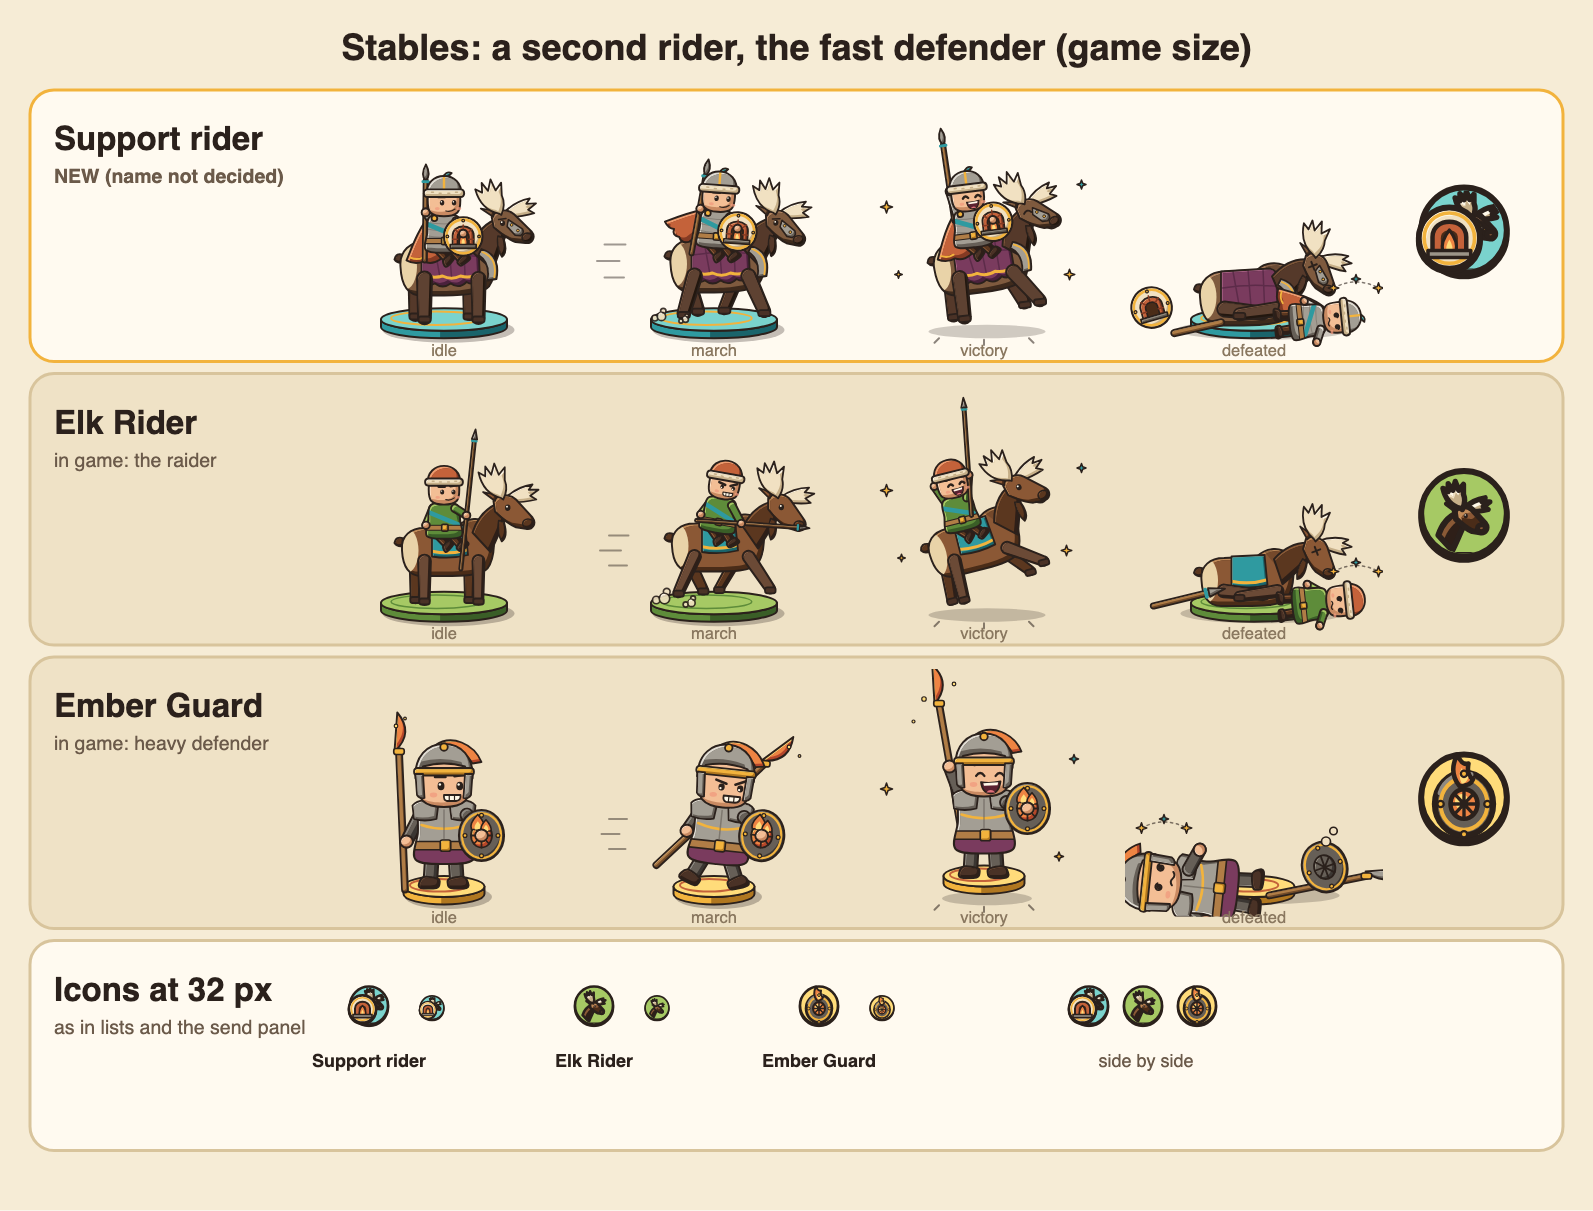 Stables: a second rider, the fast defender (game size)
Support rider
NEW (name not decided)
idle
march
victory
defeated
Elk Rider
in game: the raider
idle
march
victory
defeated
Ember Guard
in game: heavy defender
idle
march
victory
defeated
Icons at 32 px
as in lists and the send panel
Support rider
Elk Rider
Ember Guard
side by side